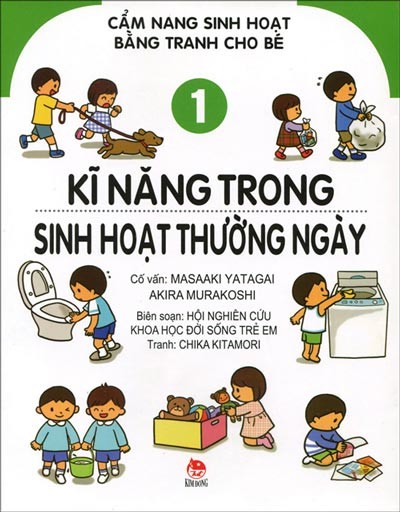 CẨM NANG SINH HOẠT
BẰNG TRANH CHO BÉ
1
KĨ NĂNG TRONG
SINH HOẠT THƯỜNG NGÀY
Cố vấn: MASAAKI YATAGAI
AKIRA MURAKOSHI
Biên soạn: HỘI NGHIÊN CỨU
KHOA HỌC ĐỜI SỐNG TRẺ EM
Tranh: CHIKA KITAMORI
KIM ĐỒNG